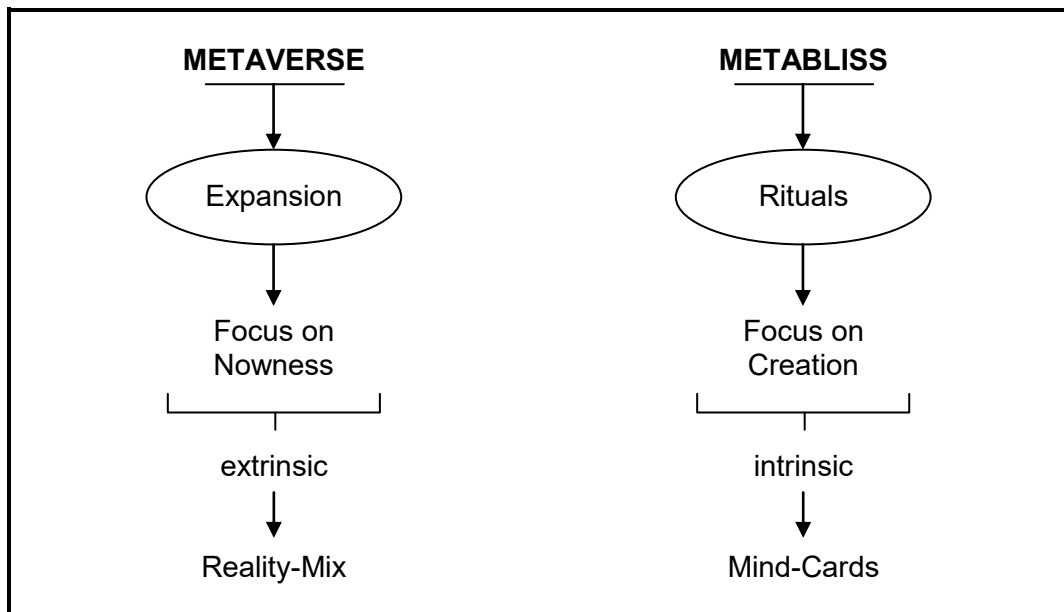 METAVERSE
Expansion
Focus on
Nowness
extrinsic
Reality-Mix
METABLISS
Rituals
Focus on
Creation
intrinsic
Mind-Cards